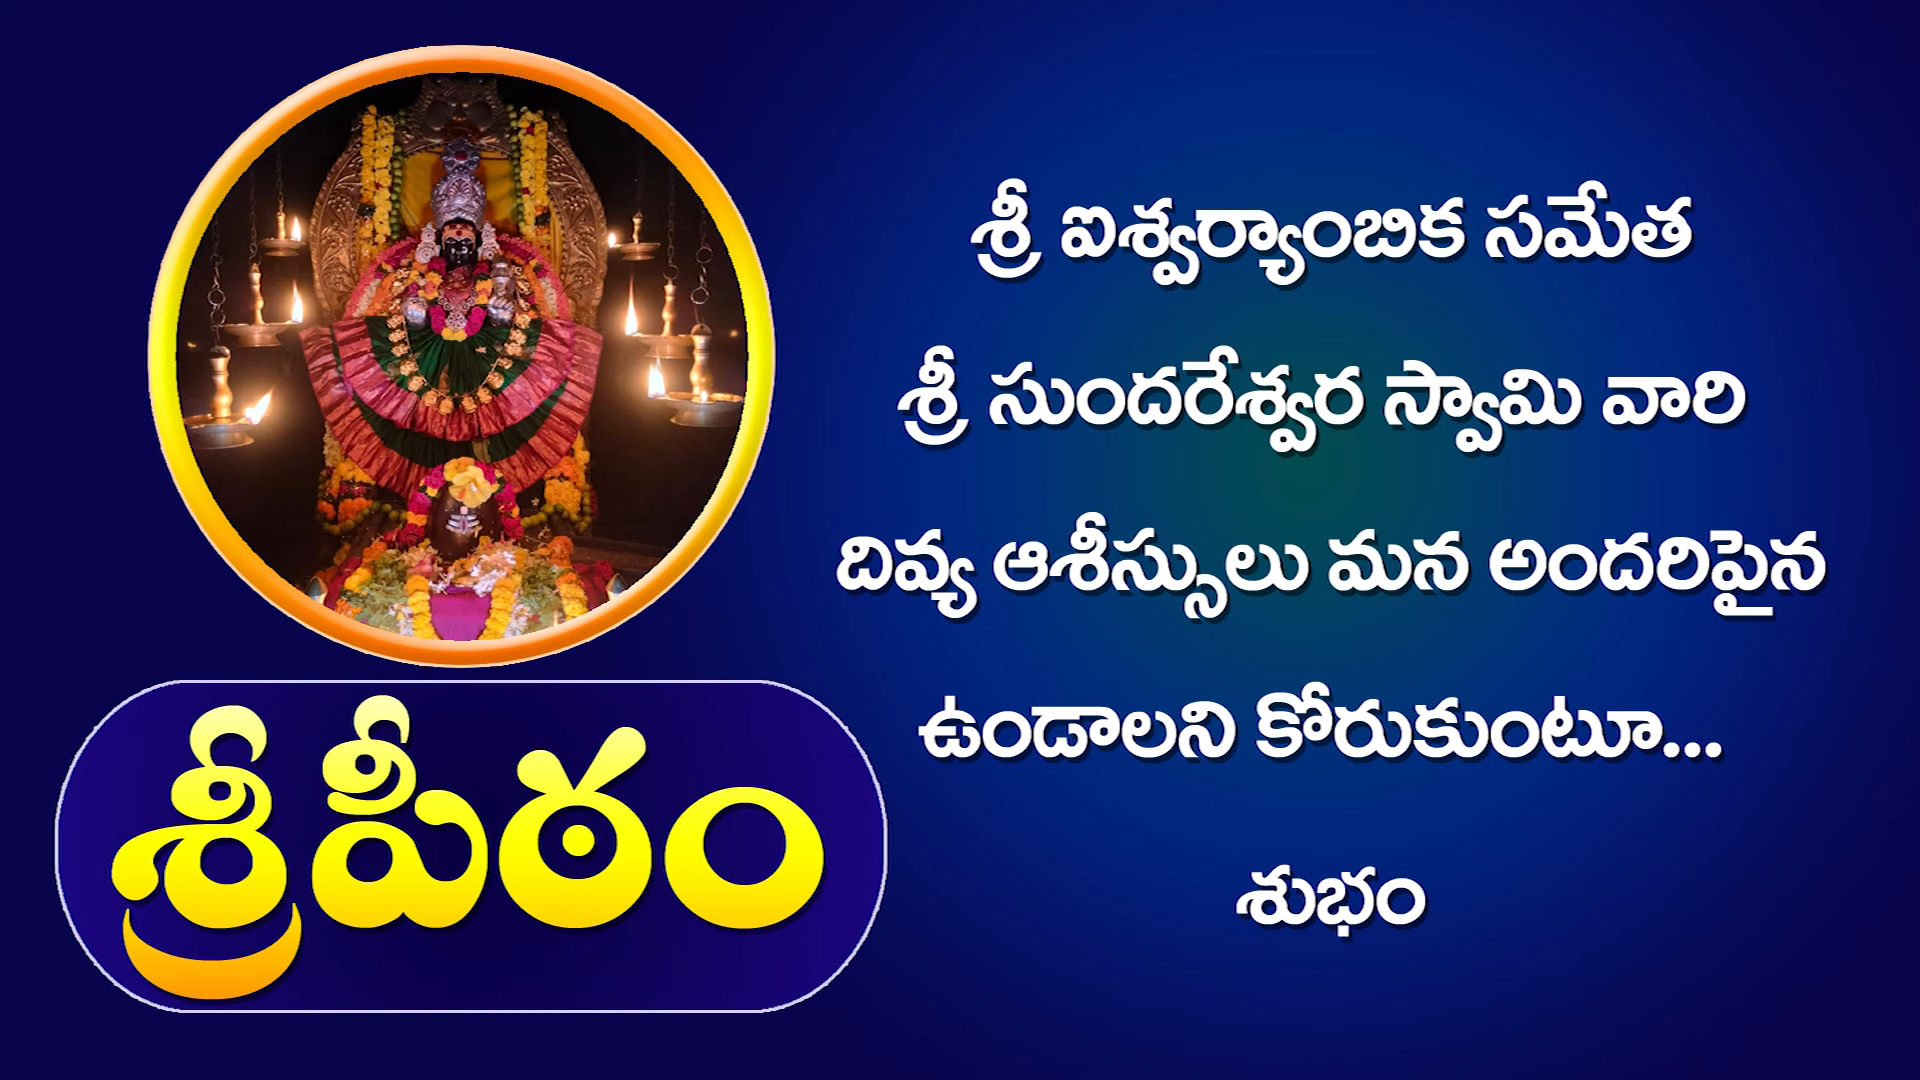 శ్రీ ఐశ్వర్యాంబిక సమేత
శ్రీ సుందరేశ్వర స్వామి వారి
దివ్య ఆశీస్సులు మన అందరిపైన
ఉండాలని కోరుకుంటూ...
శుభం
శ్రీపీఠం